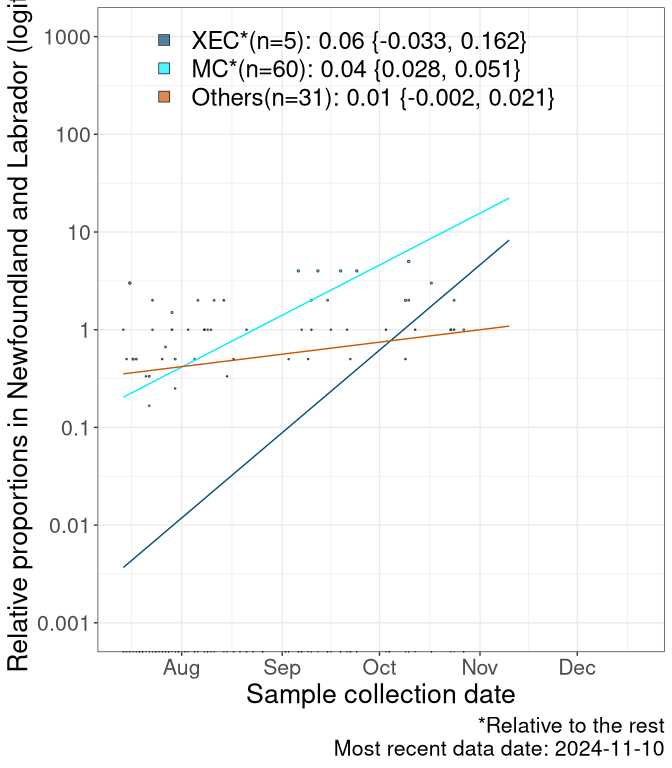 XEC*(n=5): 0.06 {-0.033, 0.162}
MC*(n=60): 0.04 {0.028, 0.051}
Others(n=31): 0.01 {-0.002, 0.021}
Relative proportions in Newfoundland and Labrador
1000
100
10
1
0.1
0.01
0.001
Aug Sep Oct Nov Dec
Sample collection date
*Relative to the rest
Most recent data date: 2024-11-10